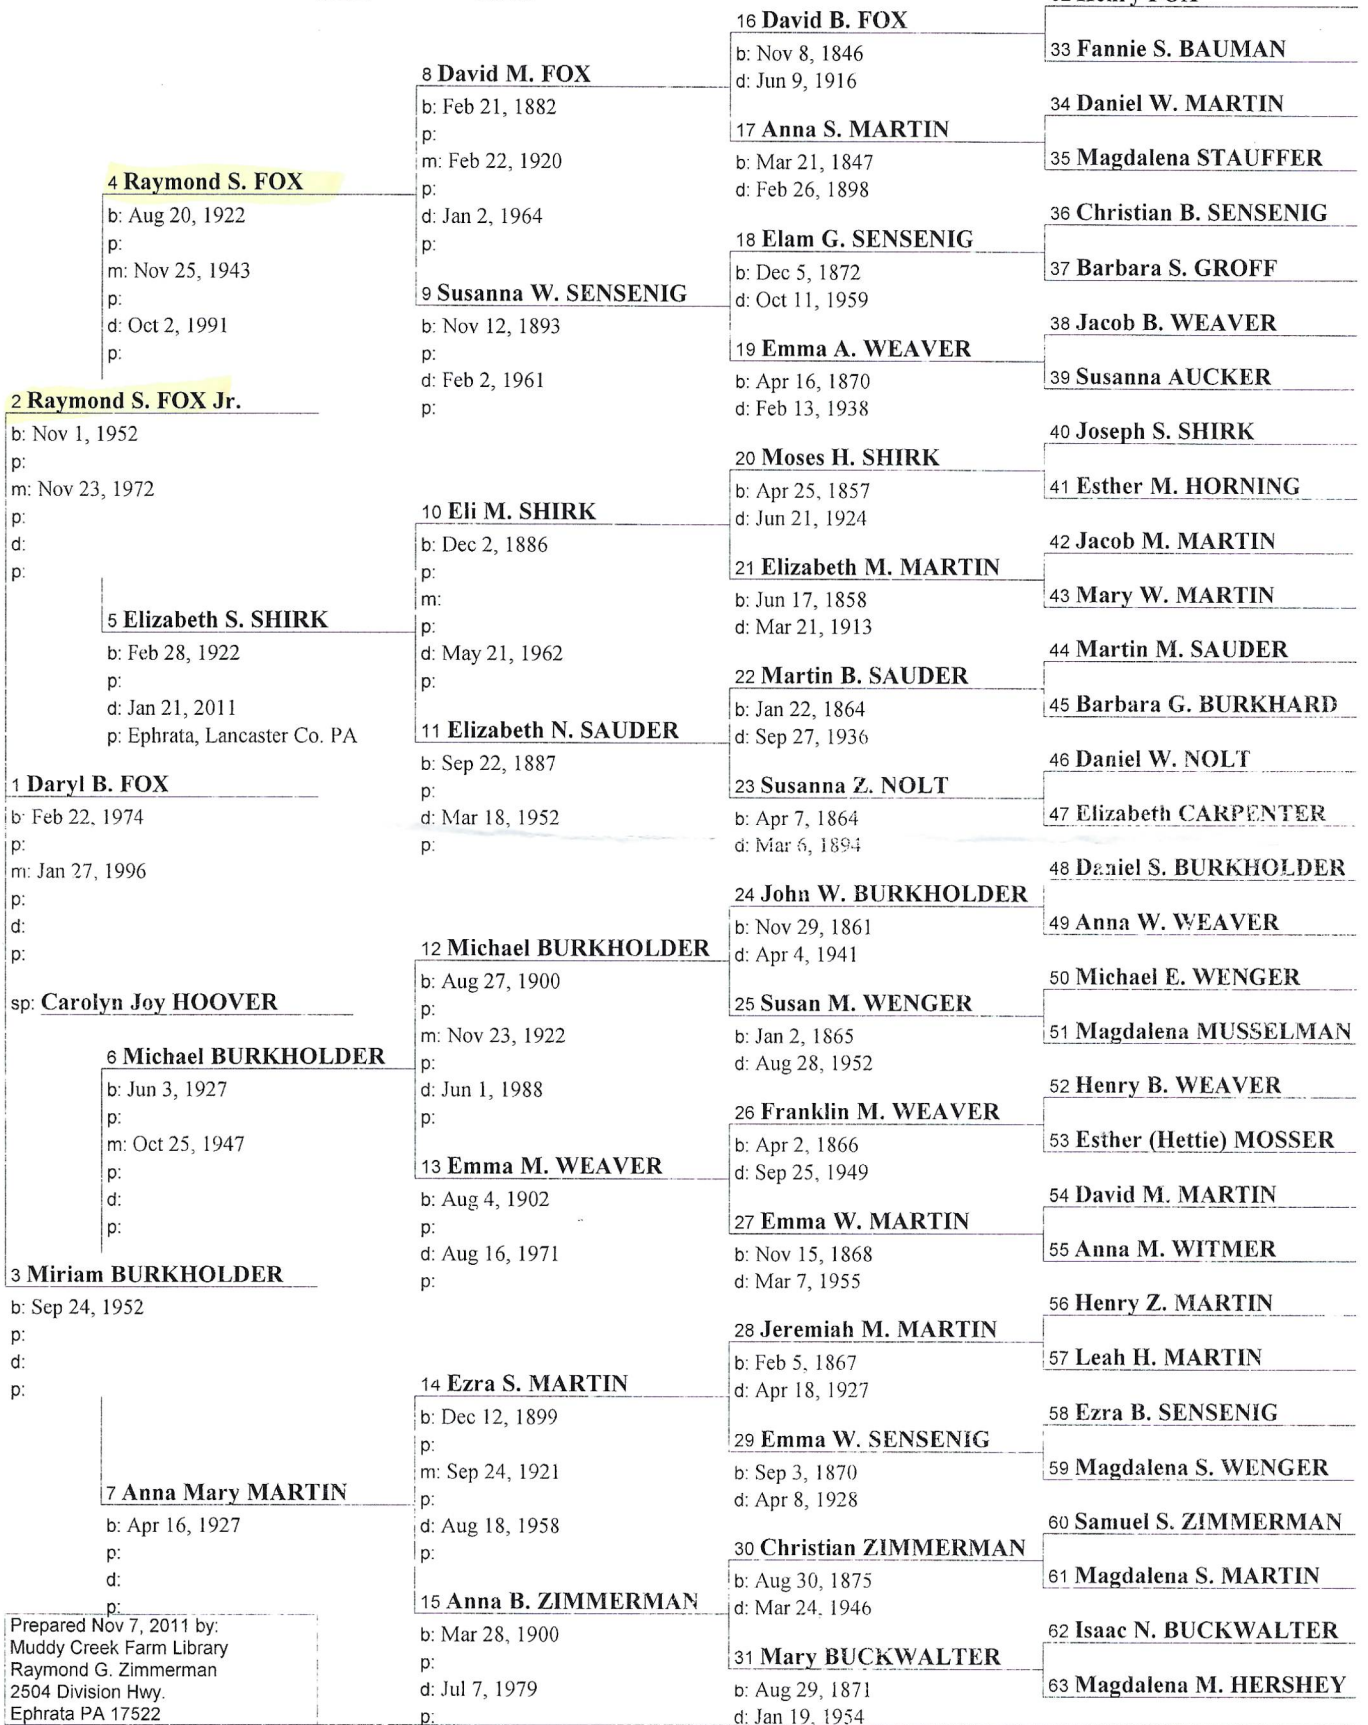 16 David B. FOX
b: Nov 8, 1846
d: Jun 9, 1916
33 Fannie S. BAUMAN
8 David M. FOX
b: Feb 21, 1882
p:
m: Feb 22, 1920
p:
d: Jan 2, 1964
p:
34 Daniel W. MARTIN
17 Anna S. MARTIN
b: Mar 21, 1847
d: Feb 26, 1898
35 Magdalena STAUFFER
4 Raymond S. FOX
b: Aug 20, 1922
p:
m: Nov 25, 1943
p:
d: Oct 2, 1991
p:
36 Christian B. SENSENIG
18 Elam G. SENSENIG
b: Dec 5, 1872
d: Oct 11, 1959
37 Barbara S. GROFF
9 Susanna W. SENSENIG
b: Nov 12, 1893
p:
d: Feb 2, 1961
p:
38 Jacob B. WEAVER
19 Emma A. WEAVER
b: Apr 16, 1870
d: Feb 13, 1938
39 Susanna AUCKER
2 Raymond S. FOX Jr.
b: Nov 1, 1952
p:
m: Nov 23, 1972
p:
d:
p:
40 Joseph S. SHIRK
20 Moses H. SHIRK
b: Apr 25, 1857
d: Jun 21, 1924
41 Esther M. HORNING
10 Eli M. SHIRK
b: Dec 2, 1886
p:
m:
p:
d: May 21, 1962
p:
42 Jacob M. MARTIN
21 Elizabeth M. MARTIN
b: Jun 17, 1858
d: Mar 21, 1913
43 Mary W. MARTIN
5 Elizabeth S. SHIRK
b: Feb 28, 1922
p:
d: Jan 21, 2011
p: Ephrata, Lancaster Co. PA
44 Martin M. SAUDER
22 Martin B. SAUDER
b: Jan 22, 1864
d: Sep 27, 1936
45 Barbara G. BURKHARD
11 Elizabeth N. SAUDER
b: Sep 22, 1887
p:
d: Mar 18, 1952
p:
46 Daniel W. NOLT
23 Susanna Z. NOLT
b: Apr 7, 1864
d: Mar 6, 1894
47 Elizabeth CARPENTER
1 Daryl B. FOX
b: Feb 22, 1974
p:
m: Jan 27, 1996
p:
d:
p:
sp: Carolyn Joy HOOVER
48 Daniel S. BURKHOLDER
24 John W. BURKHOLDER
b: Nov 29, 1861
d: Apr 4, 1941
49 Anna W. WEAVER
12 Michael BURKHOLDER
b: Aug 27, 1900
p:
m: Nov 23, 1922
p:
d: Jun 1, 1988
p:
50 Michael E. WENGER
25 Susan M. WENGER
b: Jan 2, 1865
d: Aug 28, 1952
51 Magdalena MUSSELMAN
6 Michael BURKHOLDER
b: Jun 3, 1927
p:
m: Oct 25, 1947
p:
d:
p:
52 Henry B. WEAVER
26 Franklin M. WEAVER
b: Apr 2, 1866
d: Sep 25, 1949
53 Esther (Hettie) MOSSER
13 Emma M. WEAVER
b: Aug 4, 1902
p:
d: Aug 16, 1971
p:
54 David M. MARTIN
27 Emma W. MARTIN
b: Nov 15, 1868
d: Mar 7, 1955
55 Anna M. WITMER
3 Miriam BURKHOLDER
b: Sep 24, 1952
p:
d:
p:
56 Henry Z. MARTIN
28 Jeremiah M. MARTIN
b: Feb 5, 1867
d: Apr 18, 1927
57 Leah H. MARTIN
14 Ezra S. MARTIN
b: Dec 12, 1899
p:
m: Sep 24, 1921
p:
d: Aug 18, 1958
p:
58 Ezra B. SENSENIG
29 Emma W. SENSENIG
b: Sep 3, 1870
d: Apr 8, 1928
59 Magdalena S. WENGER
7 Anna Mary MARTIN
b: Apr 16, 1927
p:
d:
p:
60 Samuel S. ZIMMERMAN
30 Christian ZIMMERMAN
b: Aug 30, 1875
d: Mar 24, 1946
61 Magdalena S. MARTIN
15 Anna B. ZIMMERMAN
b: Mar 28, 1900
p:
d: Jul 7, 1979
p:
62 Isaac N. BUCKWALTER
31 Mary BUCKWALTER
b: Aug 29, 1871
d: Jan 19, 1954
63 Magdalena M. HERSHEY
Prepared Nov 7, 2011 by:
Muddy Creek Farm Library
Raymond G. Zimmerman
2504 Division Hwy.
Ephrata PA 17522